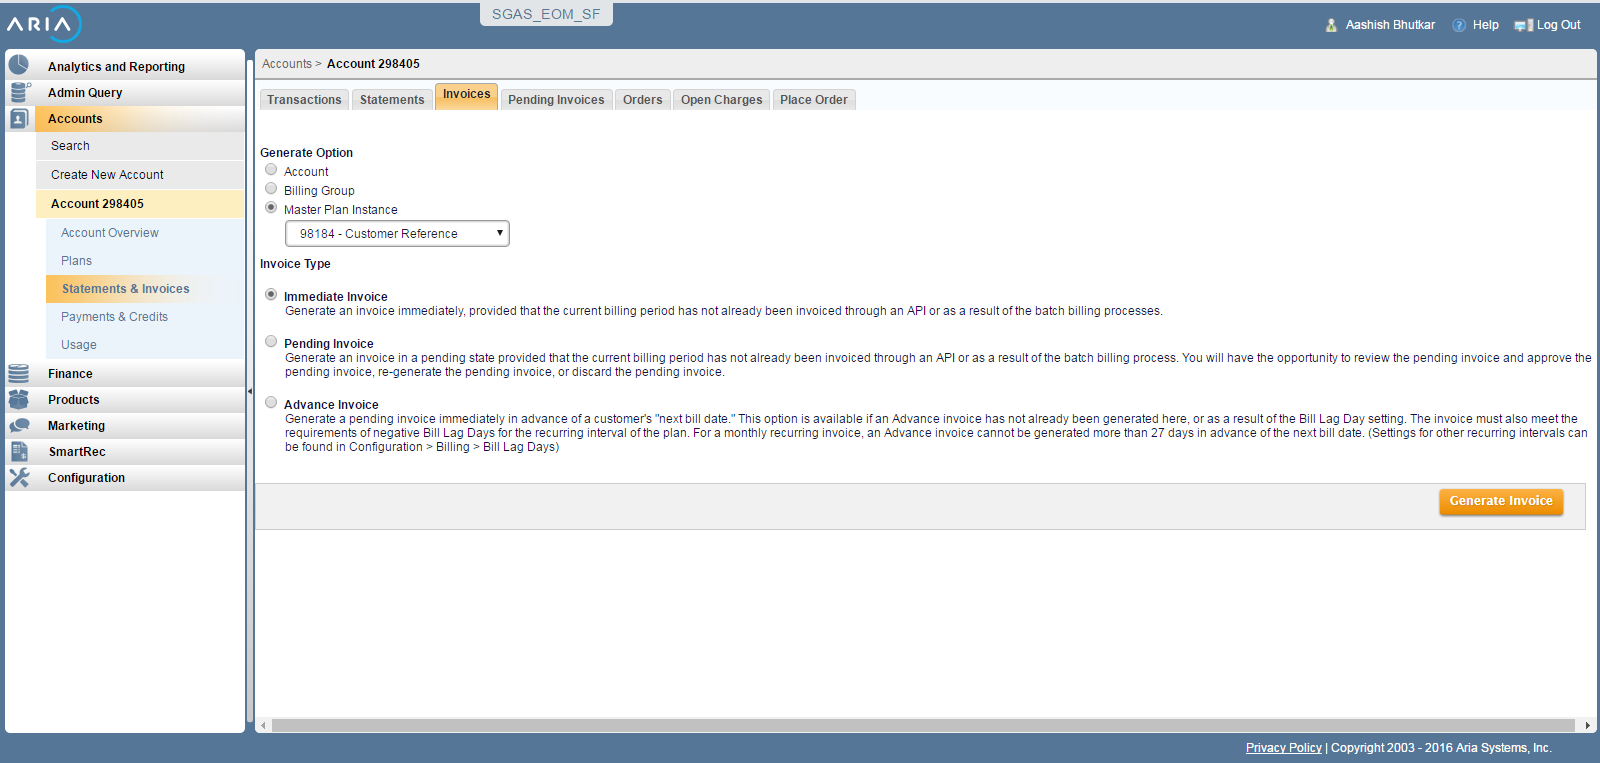 SGAS_EOM_SF
ARIA
Aashish Bhutkar Help Log Out
Analytics and Reporting
Admin Query
Accounts
Search
Create New Account
Account 298405
Account Overview
Plans
Statements & Invoices
Payments & Credits
Usage
Finance
Products
Marketing
SmartRec
Configuration
Accounts > Account 298405
Transactions Statements Invoices Pending Invoices Orders Open Charges Place Order
Generate Option
Account
Billing Group
Master Plan Instance
98184 - Customer Reference
Invoice Type
Immediate Invoice
Generate an invoice immediately, provided that the current billing period has not already been invoiced through an API or as a result of the batch billing processes.
Pending Invoice
Generate an invoice in a pending state provided that the current billing period has not already been invoiced through an API or as a result of the batch billing process. You will have the opportunity to review the pending invoice and approve the
pending invoice, re-generate the pending invoice, or discard the pending invoice.
Advance Invoice
Generate a pending invoice immediately in advance of a customer's "next bill date." This option is available if an Advance invoice has not already been generated here, or as a result of the Bill Lag Day setting. The invoice must also meet the
requirements of negative Bill Lag Days for the recurring interval of the plan. For a monthly recurring invoice, an Advance invoice cannot be generated more than 27 days in advance of the next bill date. (Settings for other recurring intervals can
be found in Configuration > Billing > Bill Lag Days)
Generate Invoice
Privacy Policy | Copyright 2003 - 2016 Aria Systems, Inc.